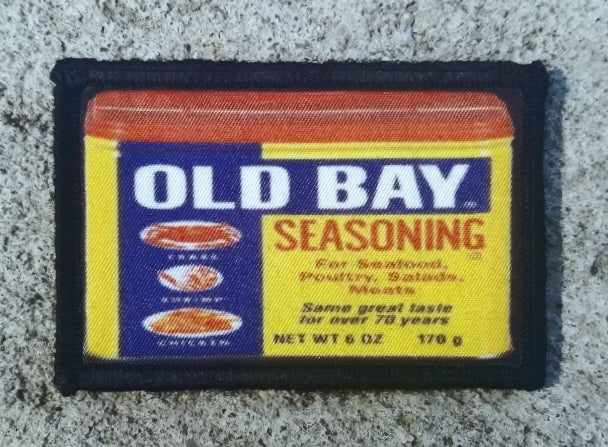 OLD BAY
SEASONING
For Seafood,
Poultry, Salads,
Meats
CRABS
SHRIMP
CHICKEN
Same great taste
for over 70 years
NET WT 6 OZ 170 g